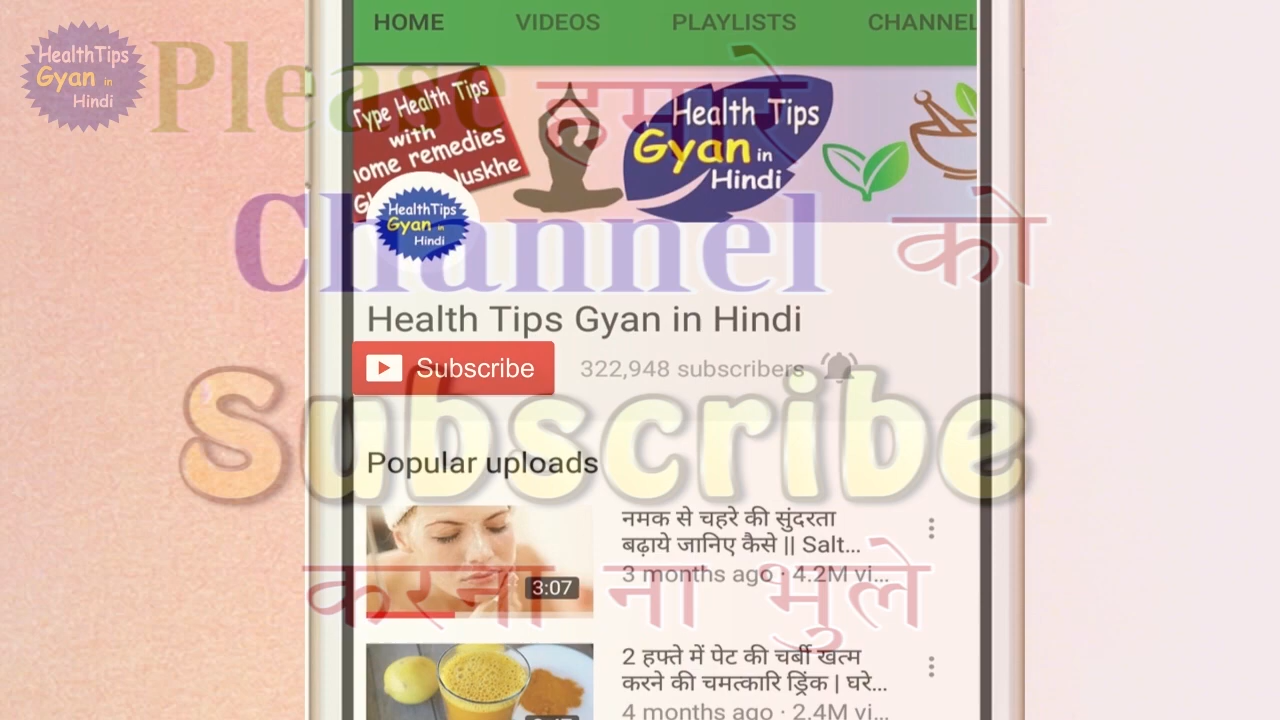 HOME VIDEOS PLAYLISTS CHANNEL
HealthTips
Gyan in
Hindi
Please हमारे
Type Health Tips
with
home remedies
Nuskhe
Health Tips
Gyan in
Hindi
HealthTips
Gyan in
Hindi
Channel को
Health Tips Gyan in Hindi
Subscribe 322,948 subscribers
Subscribe
Popular uploads
नमक से चहरे की सुंदरता
बढ़ाये जानिए कैसे || Salt...
3 months ago · 4.2M vi...
3:07
करना ना भुले
2 हफ्ते में पेट की चर्बी खत्म
करने की चमत्कारि ड्रिंक | घरे...
4 months ago · 2.4M vi...